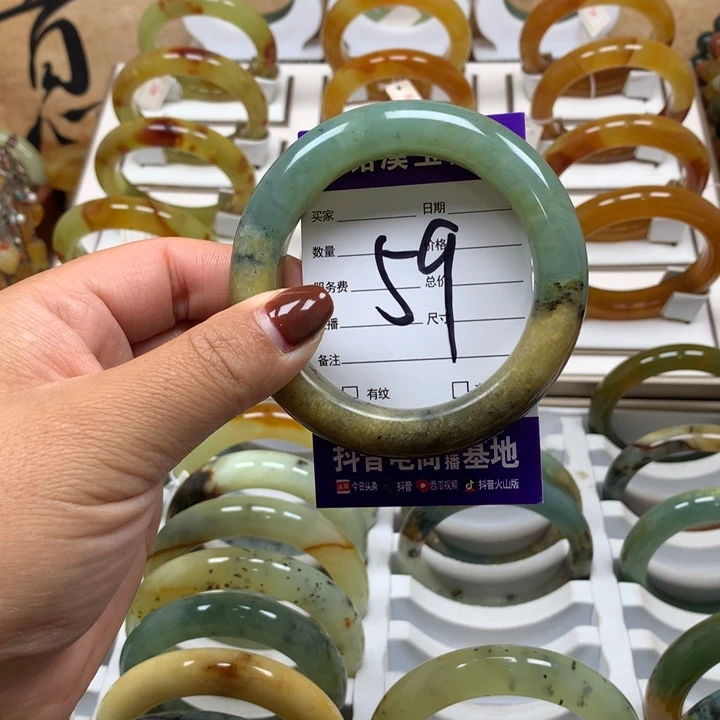 买家 日期
数量 价格
服务费 总价
播 尺寸
备注
有纹
59
抖音电商直播基地
头条 今日头条 抖音 西瓜视频 抖音火山版